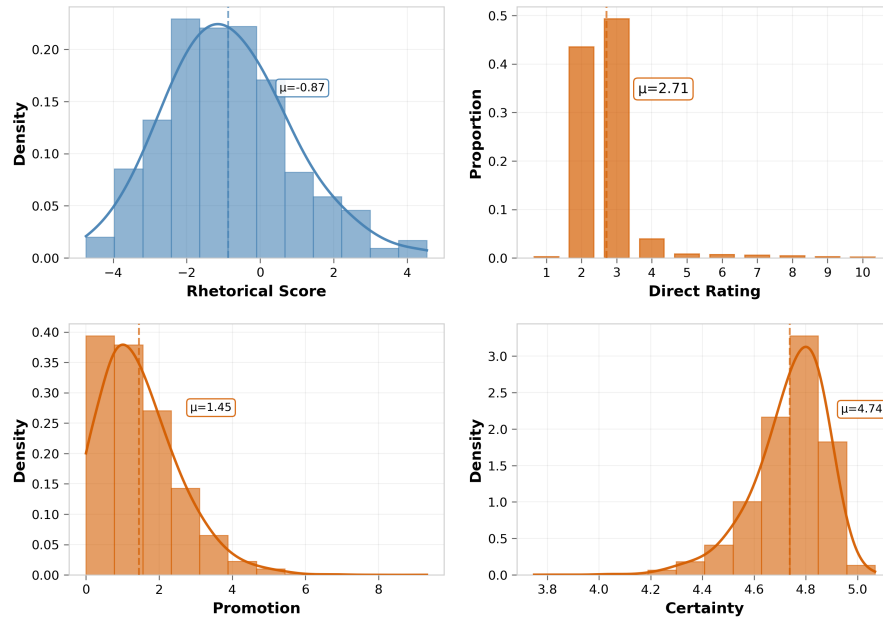 0.20
0.15
0.10
0.05
0.00
Density
μ=-0.87
−4 −2 0 2 4
Rhetorical Score
0.5
0.4
0.3
0.2
0.1
0.0
Proportion
μ=2.71
1 2 3 4 5 6 7 8 9 10
Direct Rating
0.40
0.35
0.30
0.25
0.20
0.15
0.10
0.05
0.00
Density
μ=1.45
0 2 4 6 8
Promotion
3.0
2.5
2.0
1.5
1.0
0.5
0.0
Density
μ=4.74
3.8 4.0 4.2 4.4 4.6 4.8 5.0
Certainty